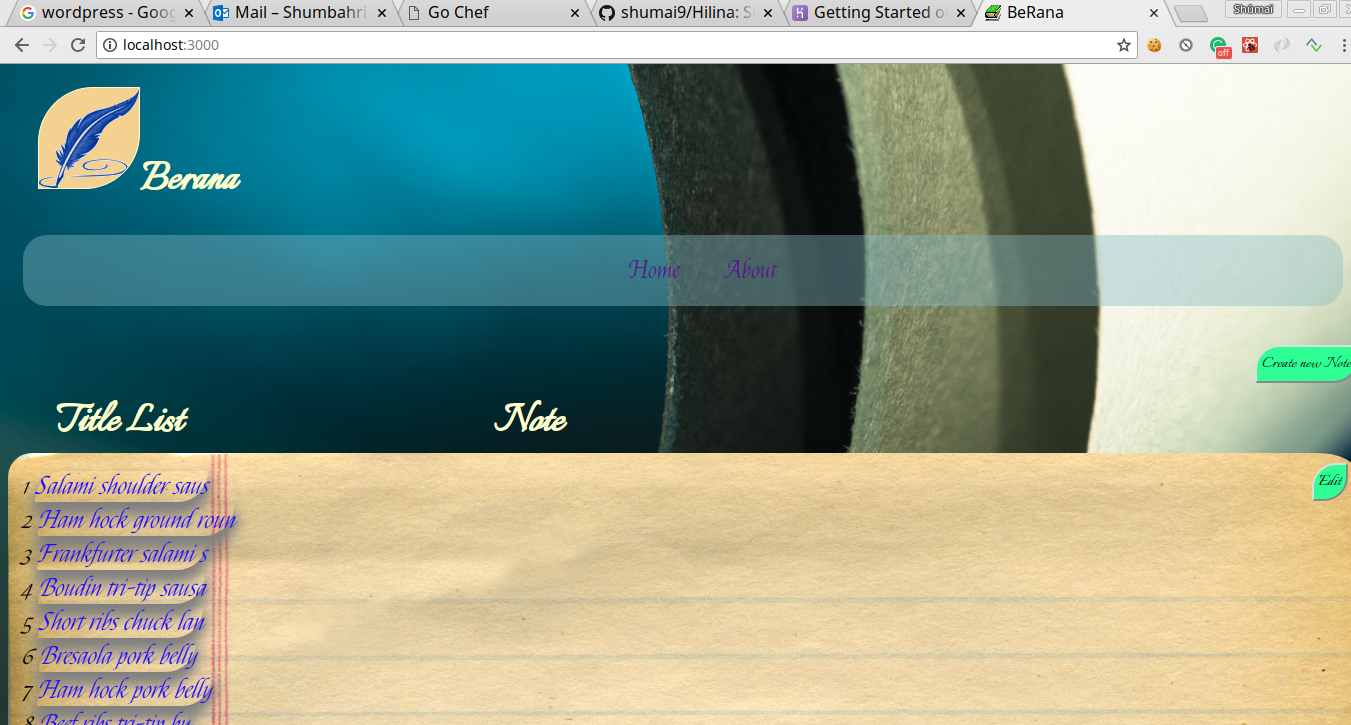 wordpress - Goog
Mail – Shumbahri
Go Chef
shumai9/Hilina: S
Getting Started o
BeRana
Shumai
localhost:3000
off
Berana
Home About
Create new Note
Title List Note
Edit
1 Salami shoulder saus
2 Ham hock ground roun
3 Frankfurter salami s
4 Boudin tri-tip sausa
5 Short ribs chuck lan
6 Bresaola pork belly
7 Ham hock pork belly
8 Beef ribs tri-tip bu